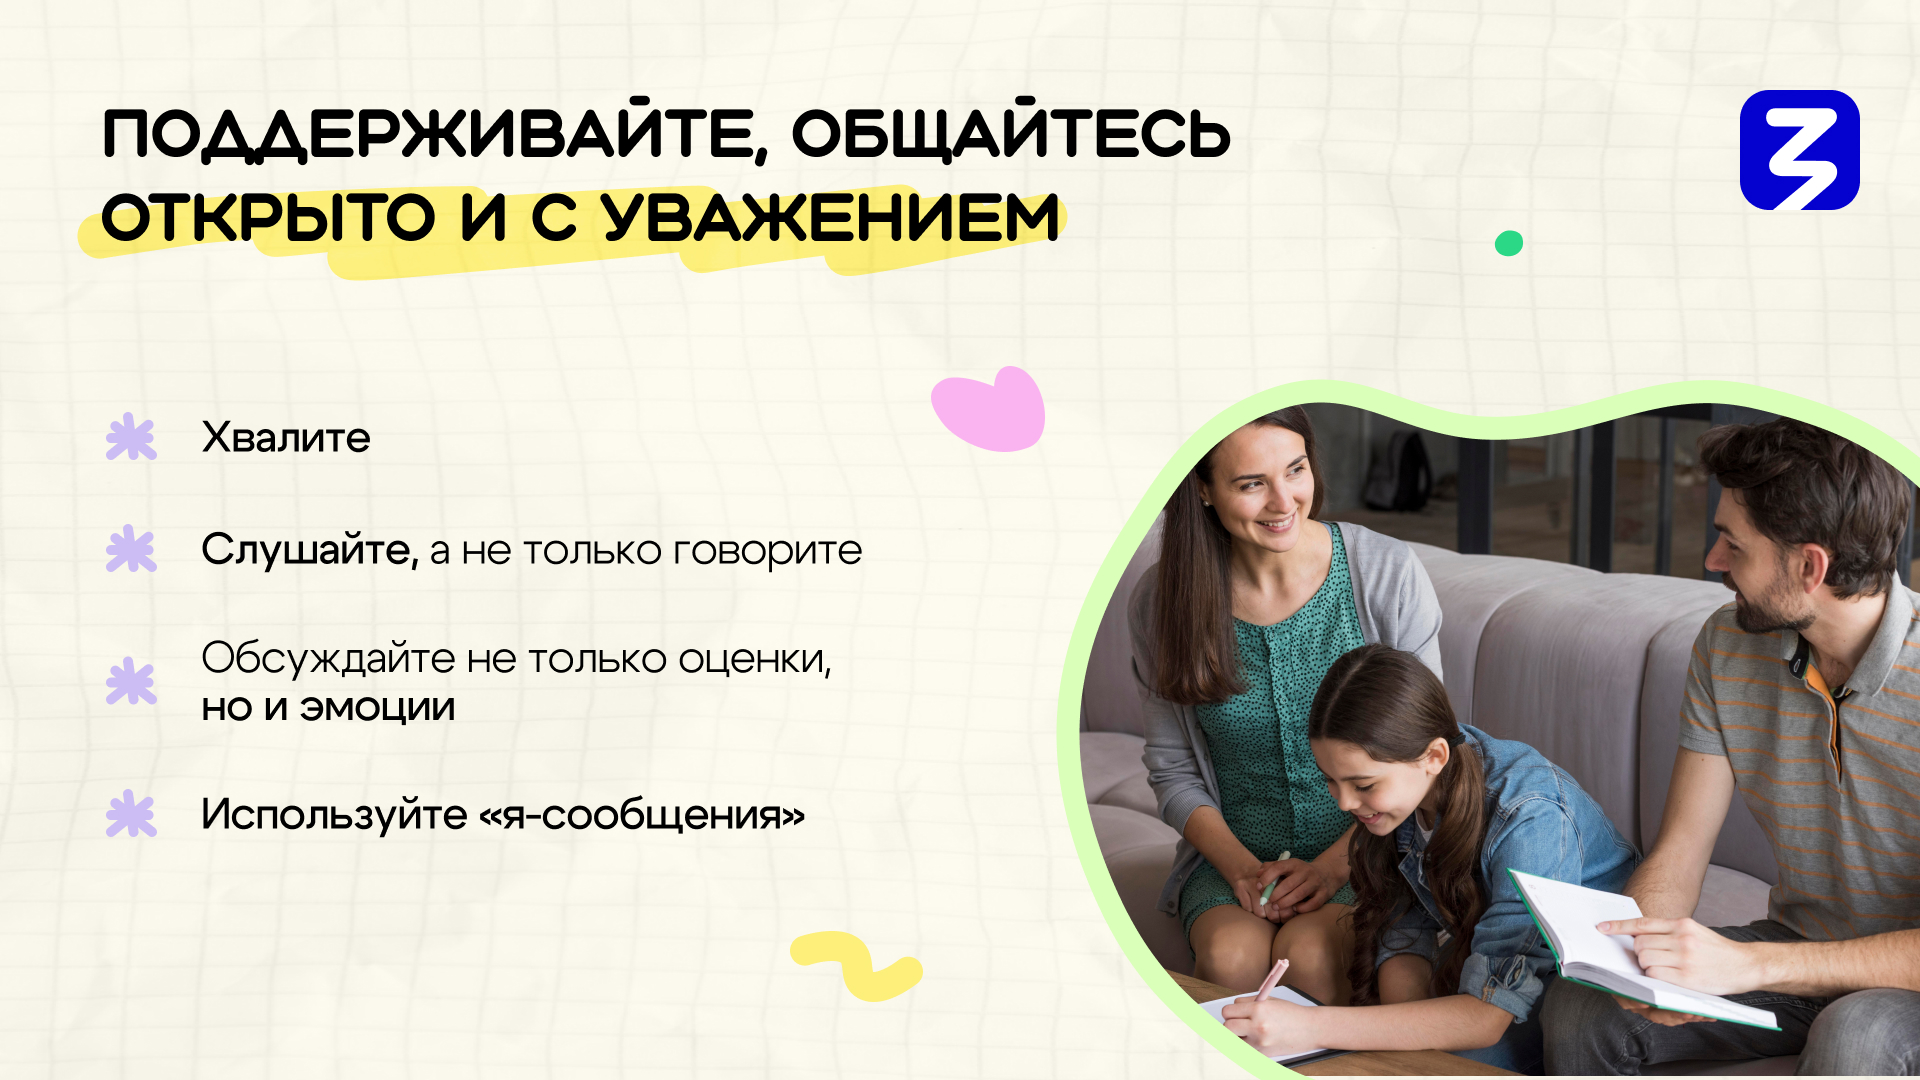 ПОДДЕРЖИВАЙТЕ, ОБЩАЙТЕСЬ
ОТКРЫТО И С УВАЖЕНИЕМ
Хвалите
Слушайте, а не только говорите
Обсуждайте не только оценки,
но и эмоции
Используйте «я-сообщения»